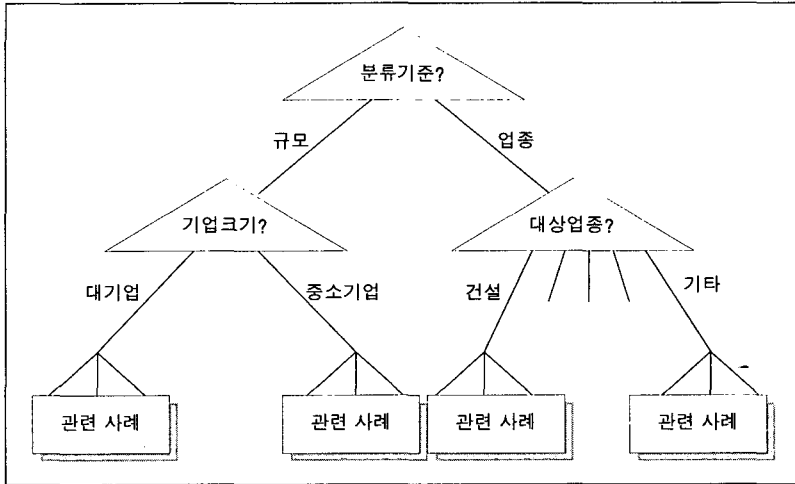 분류기준?
규모
업종
기업크기?
대상업종?
대기업
중소기업
건설
기타
관련 사례
관련 사례
관련 사례
관련 사례